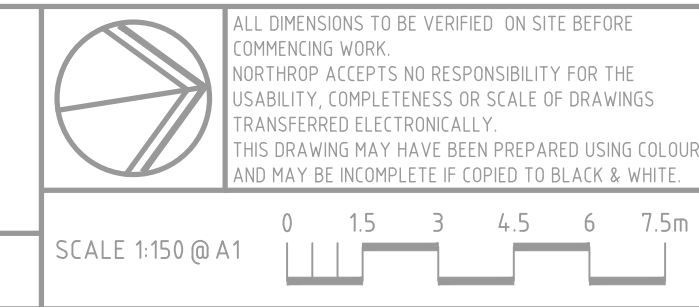 ALL DIMENSIONS TO BE VERIFIED ON SITE BEFORE
COMMENCING WORK.
NORTHROP ACCEPTS NO RESPONSIBILITY FOR THE
USABILITY, COMPLETENESS OR SCALE OF DRAWINGS
TRANSFERRED ELECTRONICALLY.
THIS DRAWING MAY HAVE BEEN PREPARED USING COLOUR
AND MAY BE INCOMPLETE IF COPIED TO BLACK & WHITE.
0 1.5 3 4.5 6 7.5m
SCALE 1:150 @ A1